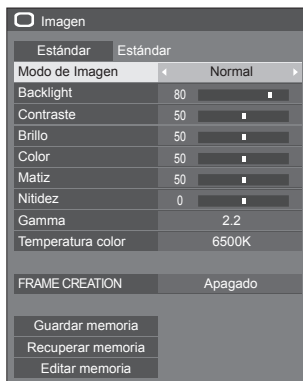 Imagen
Estándar Estándar
Modo de Imagen Normal
Backlight 80
Contraste 50
Brillo 50
Color 50
Matiz 50
Nitidez 0
Gamma 2.2
Temperatura color 6500K
FRAME CREATION Apagado
Guardar memoria
Recuperar memoria
Editar memoria